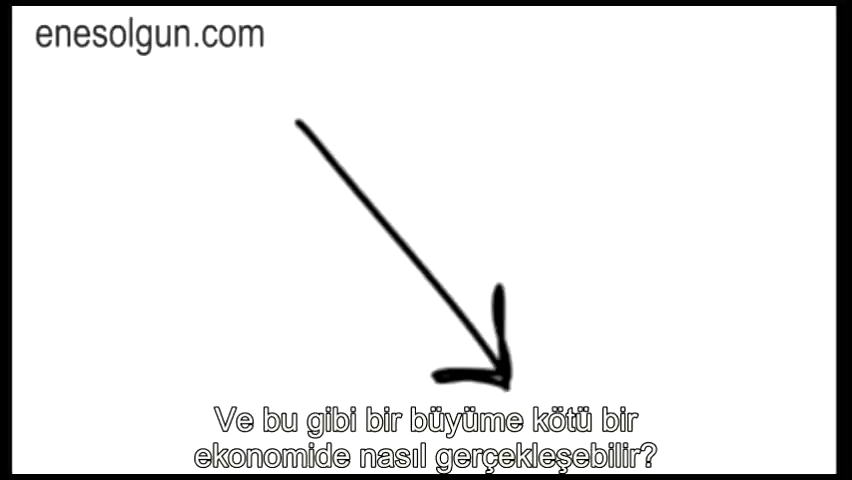 enesolgun.com
Ve bu gibi bir büyüme kötü bir
ekonomide nasıl gerçekleşebilir?